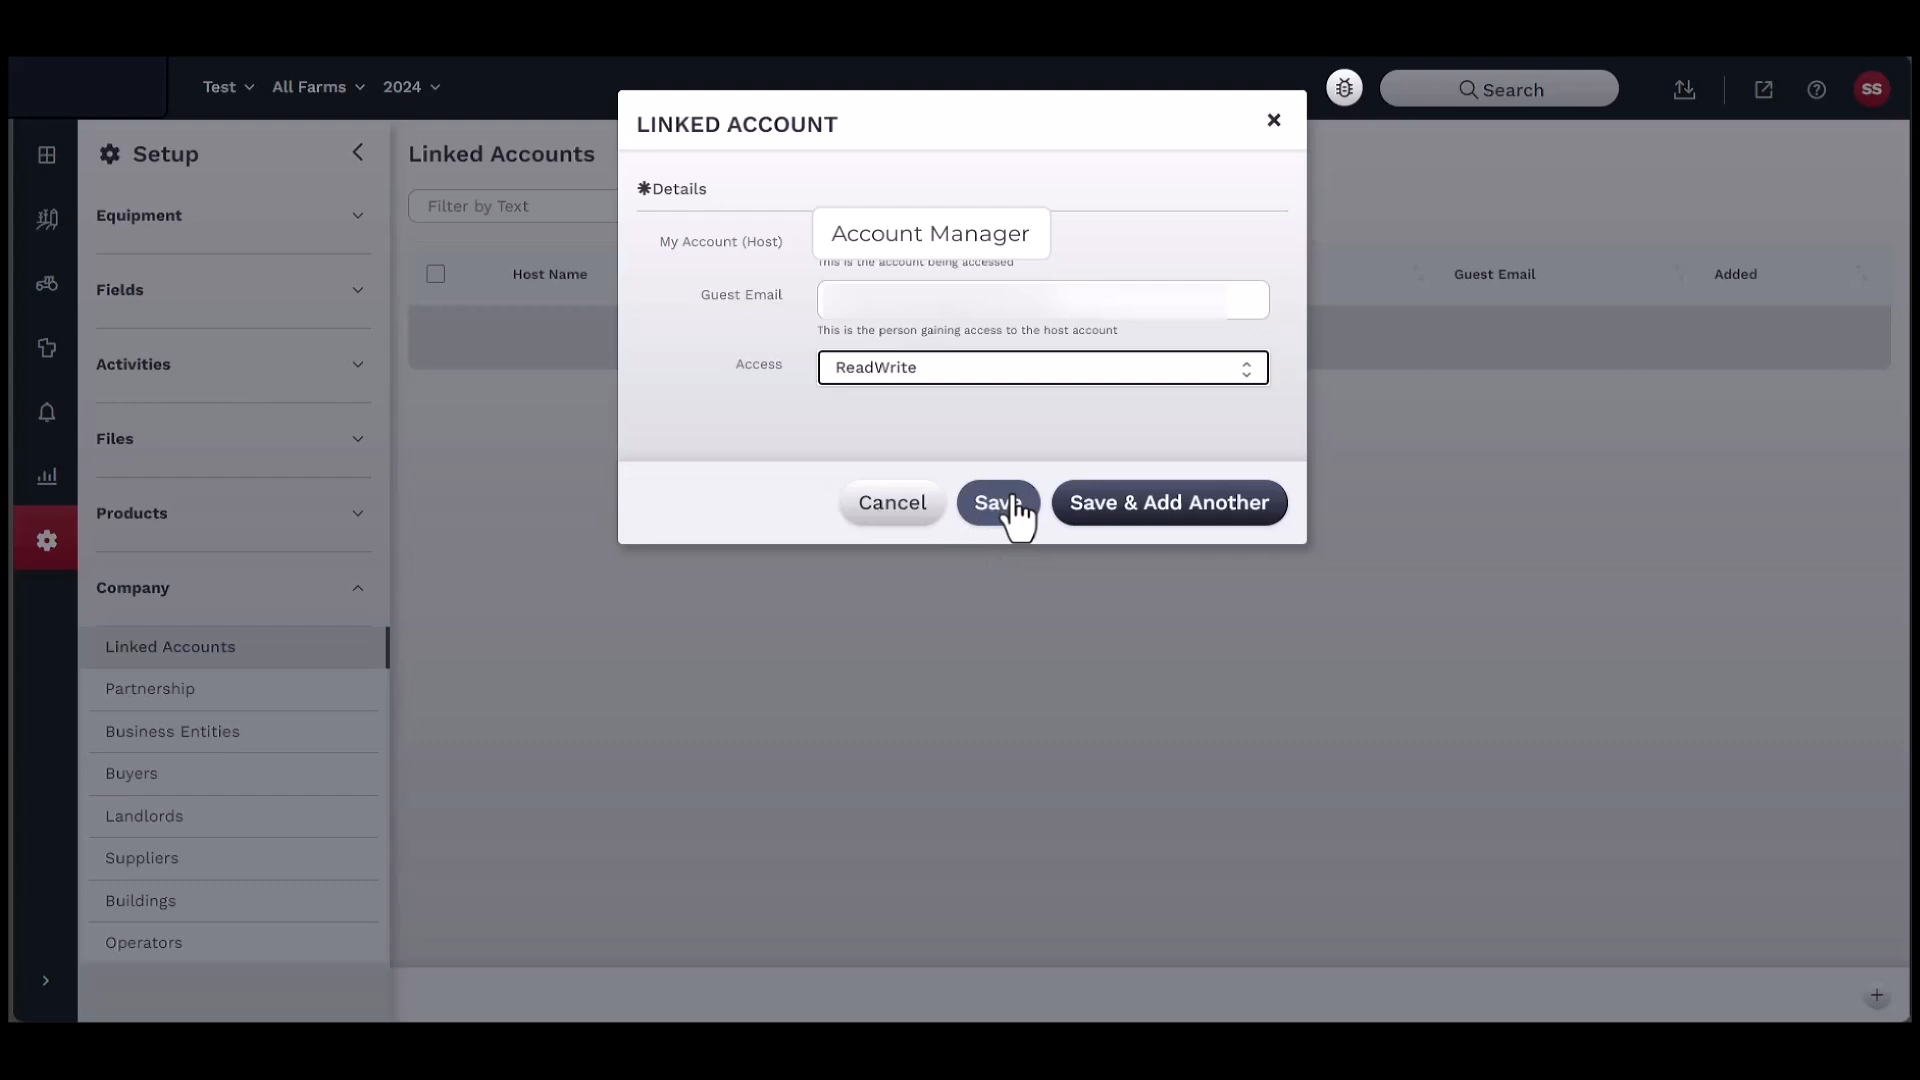 Test
All Farms
2024
Search
SS
Setup
Equipment
Fields
Activities
Files
Products
Company
Linked Accounts
Partnership
Business Entities
Buyers
Landlords
Suppliers
Buildings
Operators
Linked Accounts
Filter by Text
Host Name
Guest Email
Added
LINKED ACCOUNT
✱Details
My Account (Host)
Account Manager
This is the account being accessed
Guest Email
This is the person gaining access to the host account
Access
ReadWrite
Cancel
Save
Save & Add Another